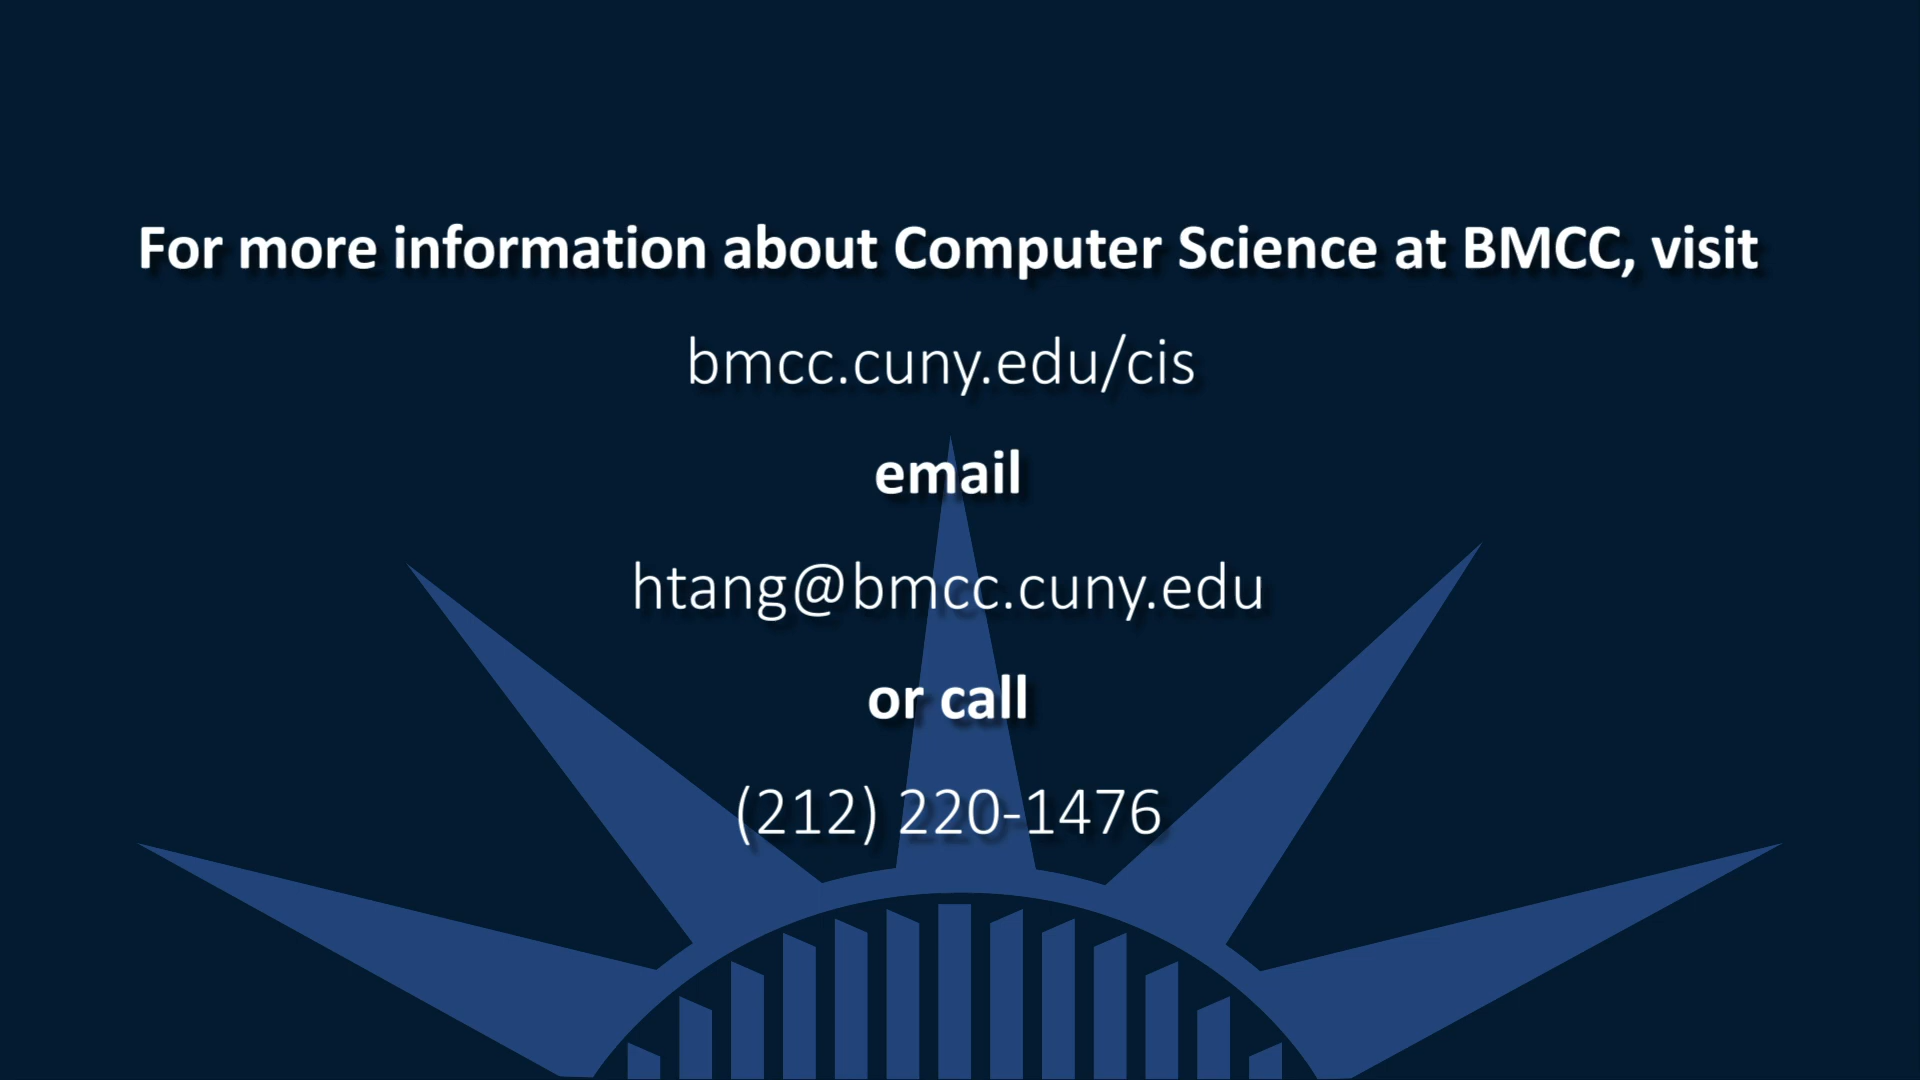 For more information about Computer Science at BMCC, visit
bmcc.cuny.edu/cis
email
htang@bmcc.cuny.edu
or call
(212) 220-1476